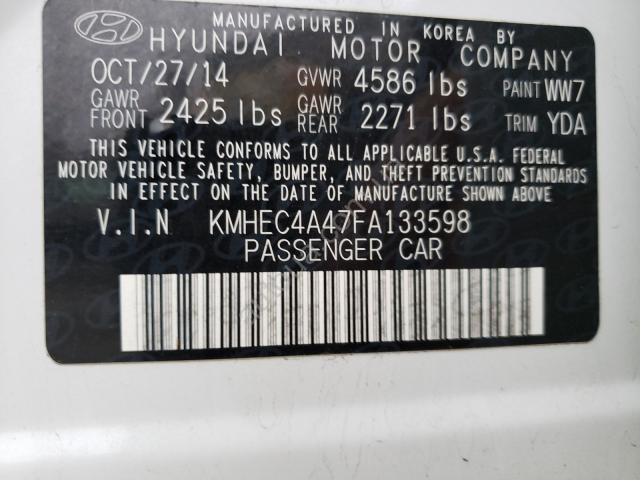 MANUFACTURED IN KOREA BY
HYUNDAI MOTOR COMPANY
OCT/27/14 GVWR 4586 lbs PAINT WW7
GAWR FRONT 2425 lbs GAWR REAR 2271 lbs TRIM YDA
THIS VEHICLE CONFORMS TO ALL APPLICABLE U.S.A. FEDERAL
MOTOR VEHICLE SAFETY, BUMPER, AND THEFT PREVENTION STANDARDS
IN EFFECT ON THE DATE OF MANUFACTURE SHOWN ABOVE
V.I.N KMHEC4A47FA133598
PASSENGER CAR